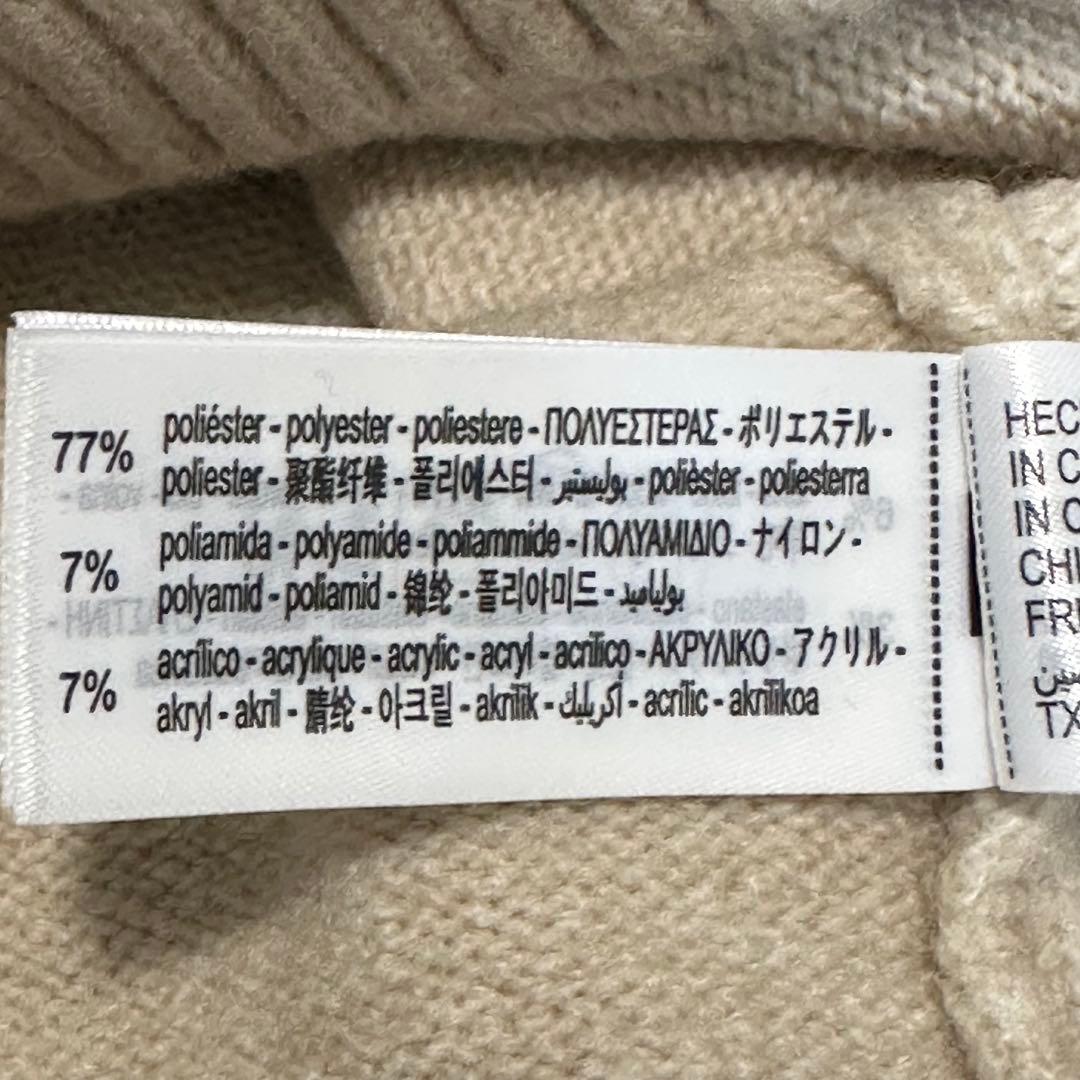 77% poliéster - polyester - poliestere - ΠΟΛΥΕΣΤΕΡΑΣ - ポリエステル -
poliester - 聚酯纤维 - 폴리에스터 - بوليستير - polièster - poliesterra
7% poliamida - polyamide - poliammide - ΠΟΛΥΑΜΙΔΙΟ - ナイロン -
polyamid - poliamid - 锦纶 - 폴리아미드 - بولياميد
7% acrílico - acrylique - acrylic - acryl - acrilico - ΑΚΡΥΛΙΚΟ - アクリル -
akryl - akril - 腈纶 - 아크릴 - akrilik - أكريليك - acrílic - akrilikoa
HEC
IN C
IN C
CHI
FRI
TX